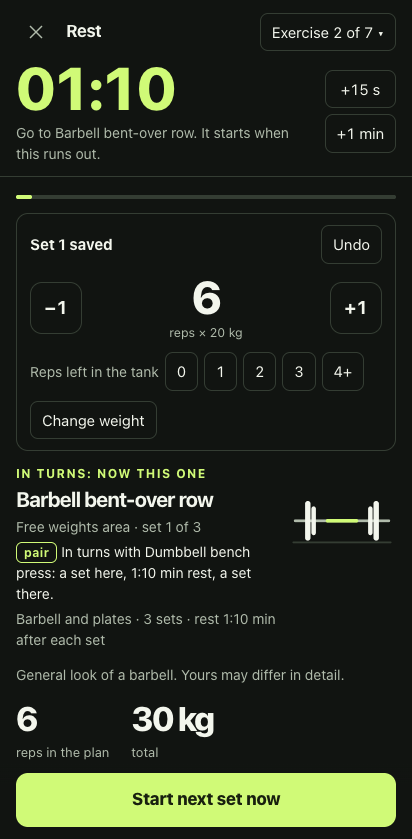 Rest
Exercise 2 of 7 ▾
01:10
+15 s
+1 min
Go to Barbell bent-over row. It starts when
this runs out.
Set 1 saved
Undo
−1
6
+1
reps × 20 kg
Reps left in the tank
0
1
2
3
4+
Change weight
IN TURNS: NOW THIS ONE
Barbell bent-over row
Free weights area · set 1 of 3
pair In turns with Dumbbell bench
press: a set here, 1:10 min rest, a set
there.
Barbell and plates · 3 sets · rest 1:10 min
after each set
General look of a barbell. Yours may differ in detail.
6
30 kg
reps in the plan
total
Start next set now